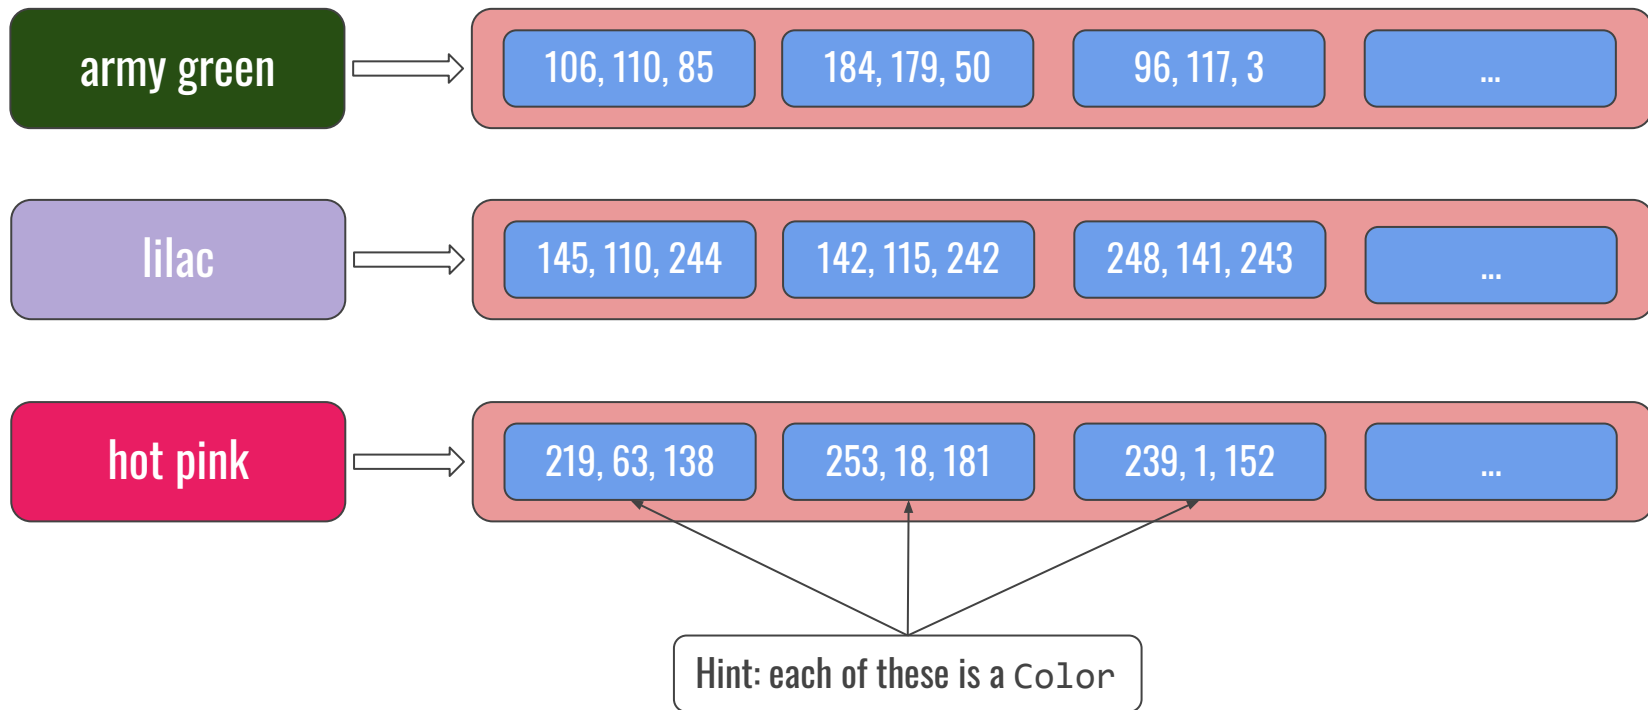 army green
106, 110, 85
184, 179, 50
96, 117, 3
...
lilac
145, 110, 244
142, 115, 242
248, 141, 243
...
hot pink
219, 63, 138
253, 18, 181
239, 1, 152
...
Hint: each of these is a Color